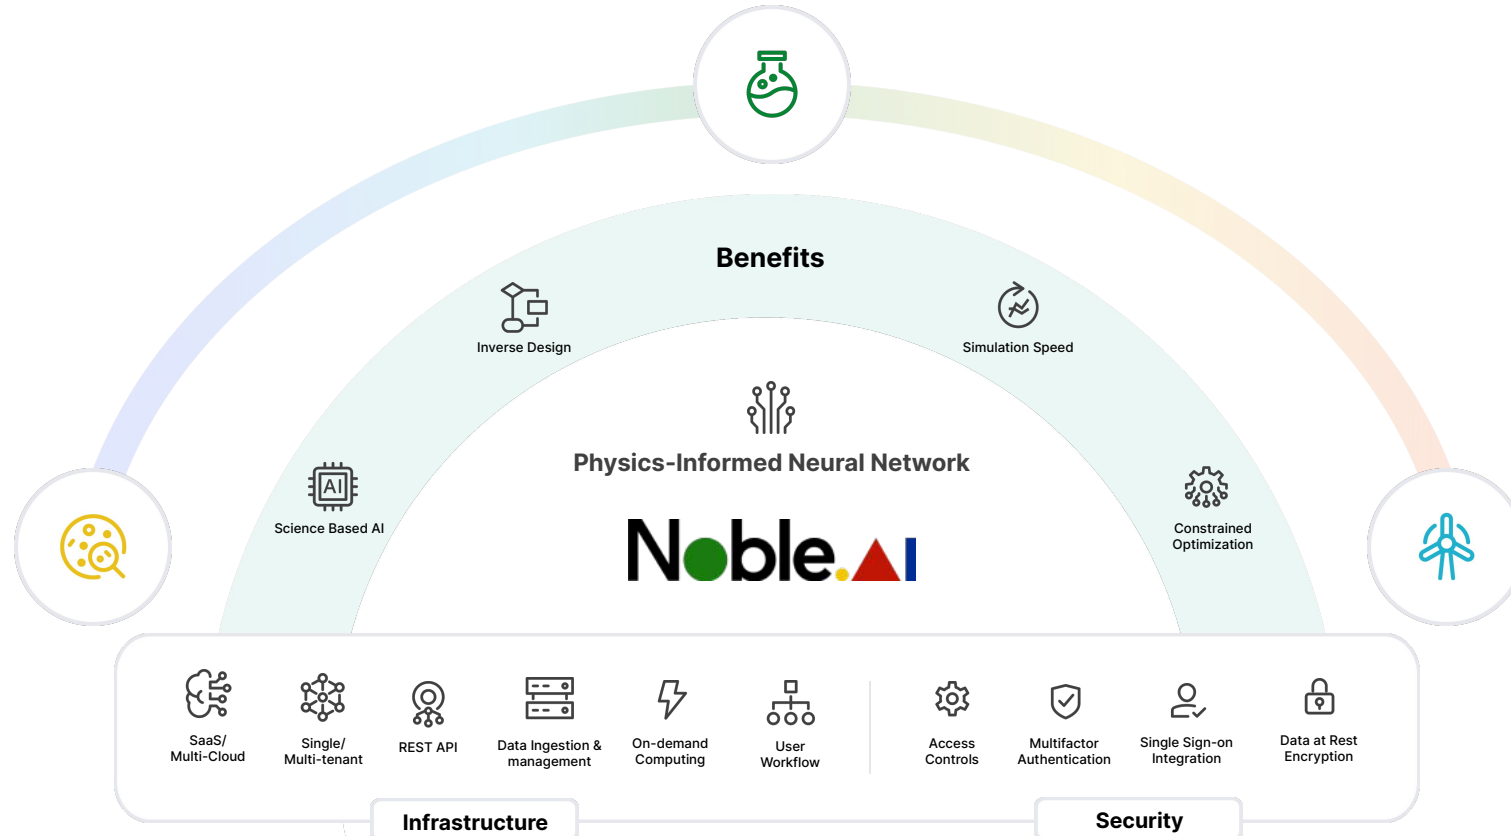 Benefits
Inverse Design
Simulation Speed
Physics-Informed Neural Network
AI
Science Based AI
Noble.AI
Constrained
Optimization
SaaS/
Multi-Cloud
Single/
Multi-tenant
REST API
Data Ingestion &
management
On-demand
Computing
User
Workflow
Access
Controls
Multifactor
Authentication
Single Sign-on
Integration
Data at Rest
Encryption
Infrastructure
Security